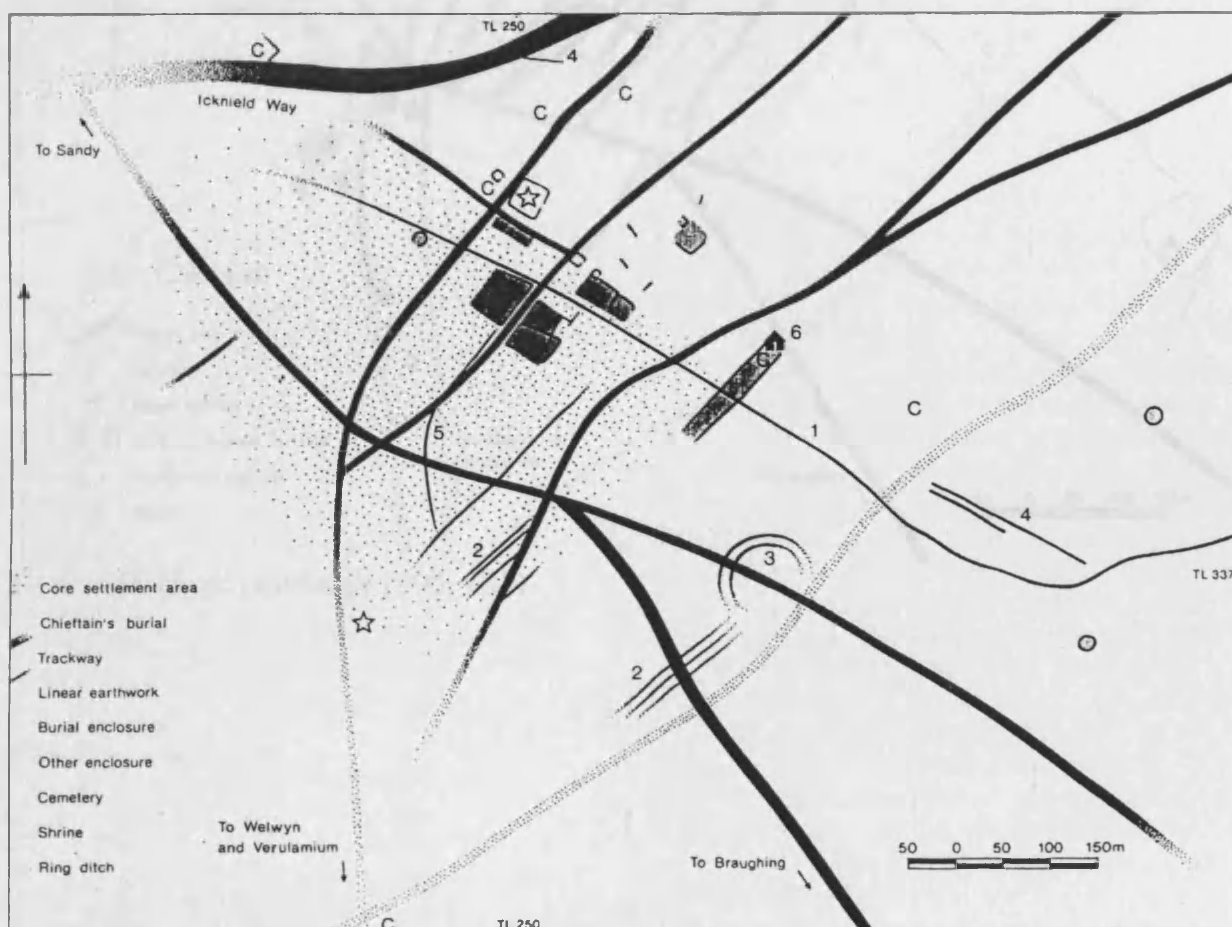 TL 250
C
4
Icknield Way
C
C
To Sandy
C
6
C
C
1
5
4
2
3
TL 337
Core settlement area
Chieftain's burial
Trackway
2
Linear earthwork
Burial enclosure
Other enclosure
Cemetery
Shrine
Ring ditch
To Welwyn
and Verulamium
To Braughing
50 0 50 100 150m
C
TL 250